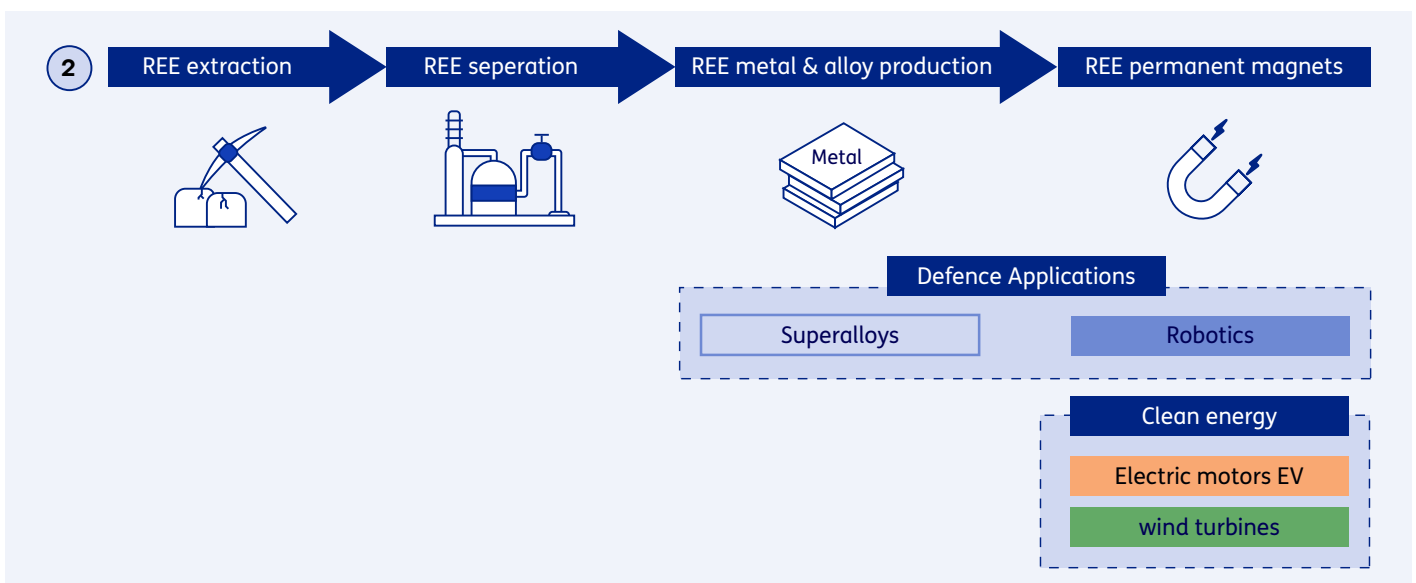 2
REE extraction
REE seperation
REE metal & alloy production
REE permanent magnets
Metal
Defence Applications
Superalloys
Robotics
Clean energy
Electric motors EV
wind turbines